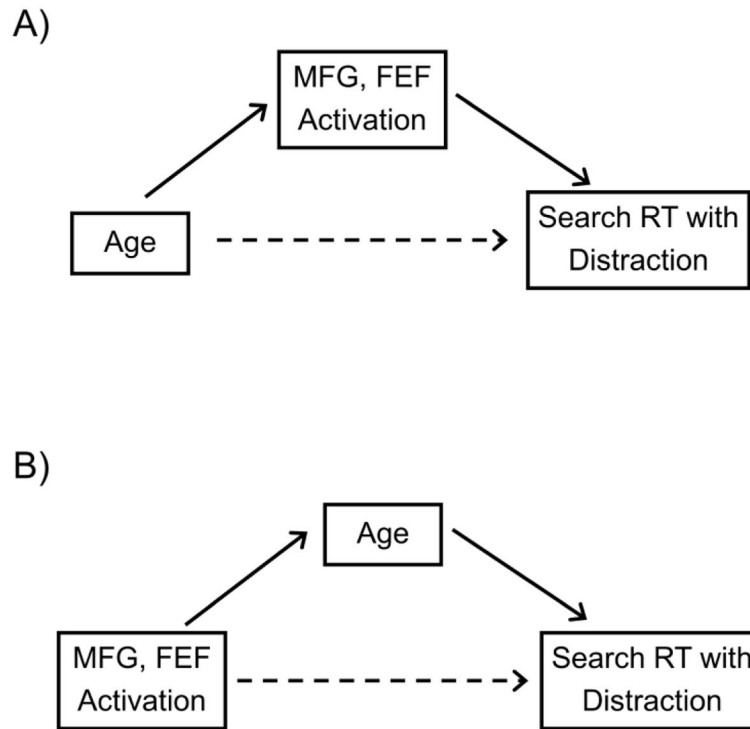 A)
MFG, FEF
Activation
Age
Search RT with
Distraction
B)
Age
MFG, FEF
Activation
Search RT with
Distraction